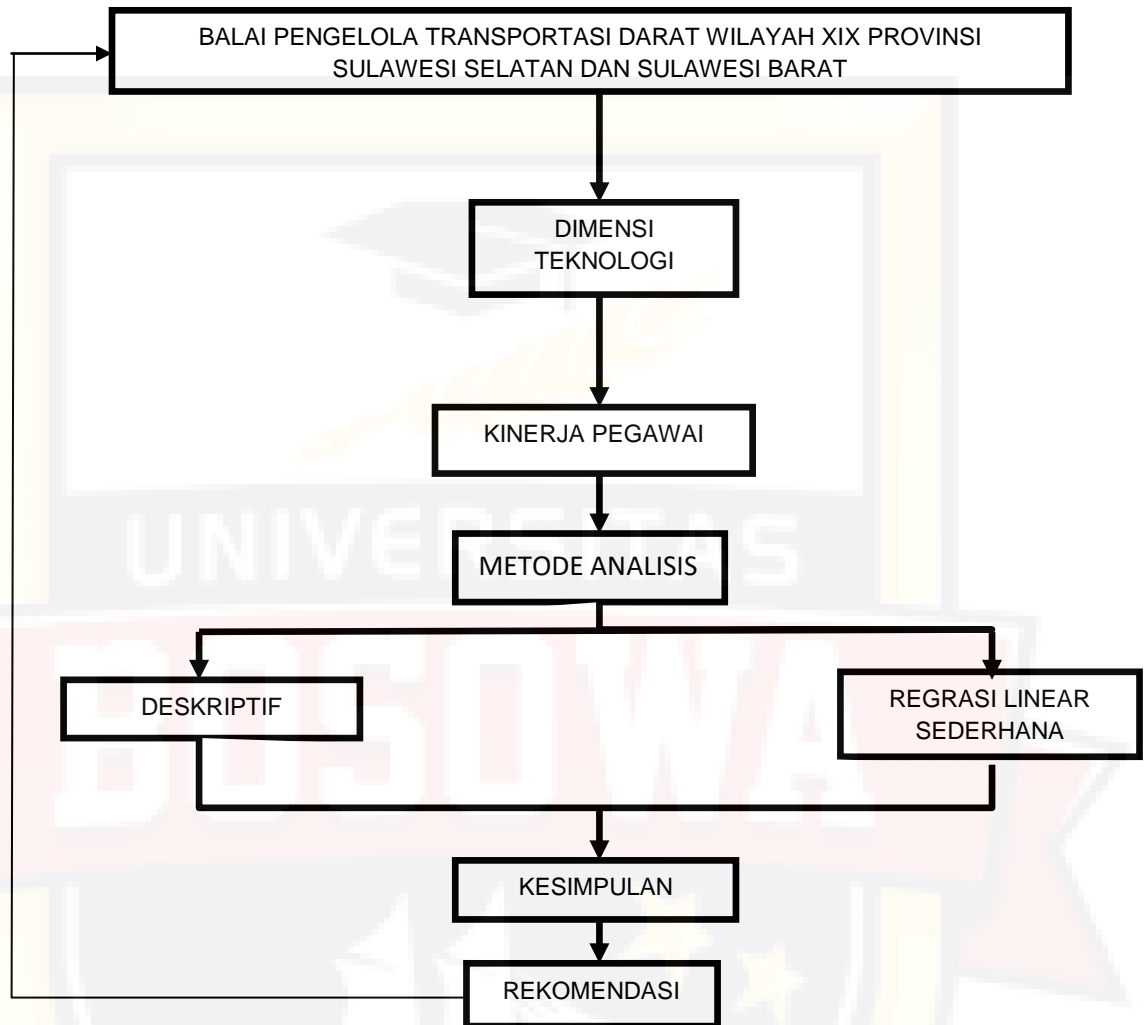 BALAI PENGELOLA TRANSPORTASI DARAT WILAYAH XIX PROVINSI
SULAWESI SELATAN DAN SULAWESI BARAT
DIMENSI
TEKNOLOGI
KINERJA PEGAWAI
UNIVERSITAS
METODE ANALISIS
BOSOWA
DESKRIPTIF
REGRASI LINEAR
SEDERHANA
KESIMPULAN
REKOMENDASI